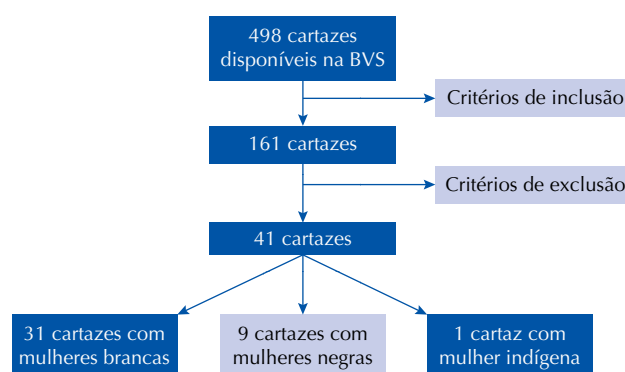 498 cartazes
disponíveis na BVS
Critérios de inclusão
161 cartazes
Critérios de exclusão
41 cartazes
31 cartazes com
mulheres brancas
9 cartazes com
mulheres negras
1 cartaz com
mulher indígena